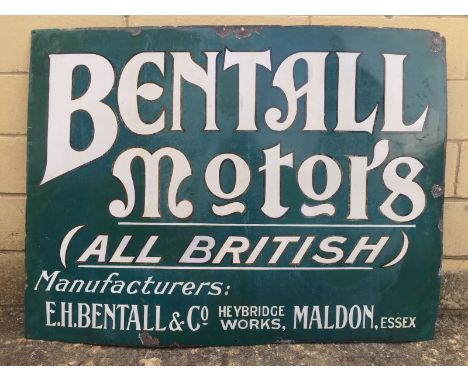 BENTALL
Motors
(ALL BRITISH)
Manufacturers:
E.H.BENTALL & Co HEYBRIDGE WORKS, MALDON, ESSEX